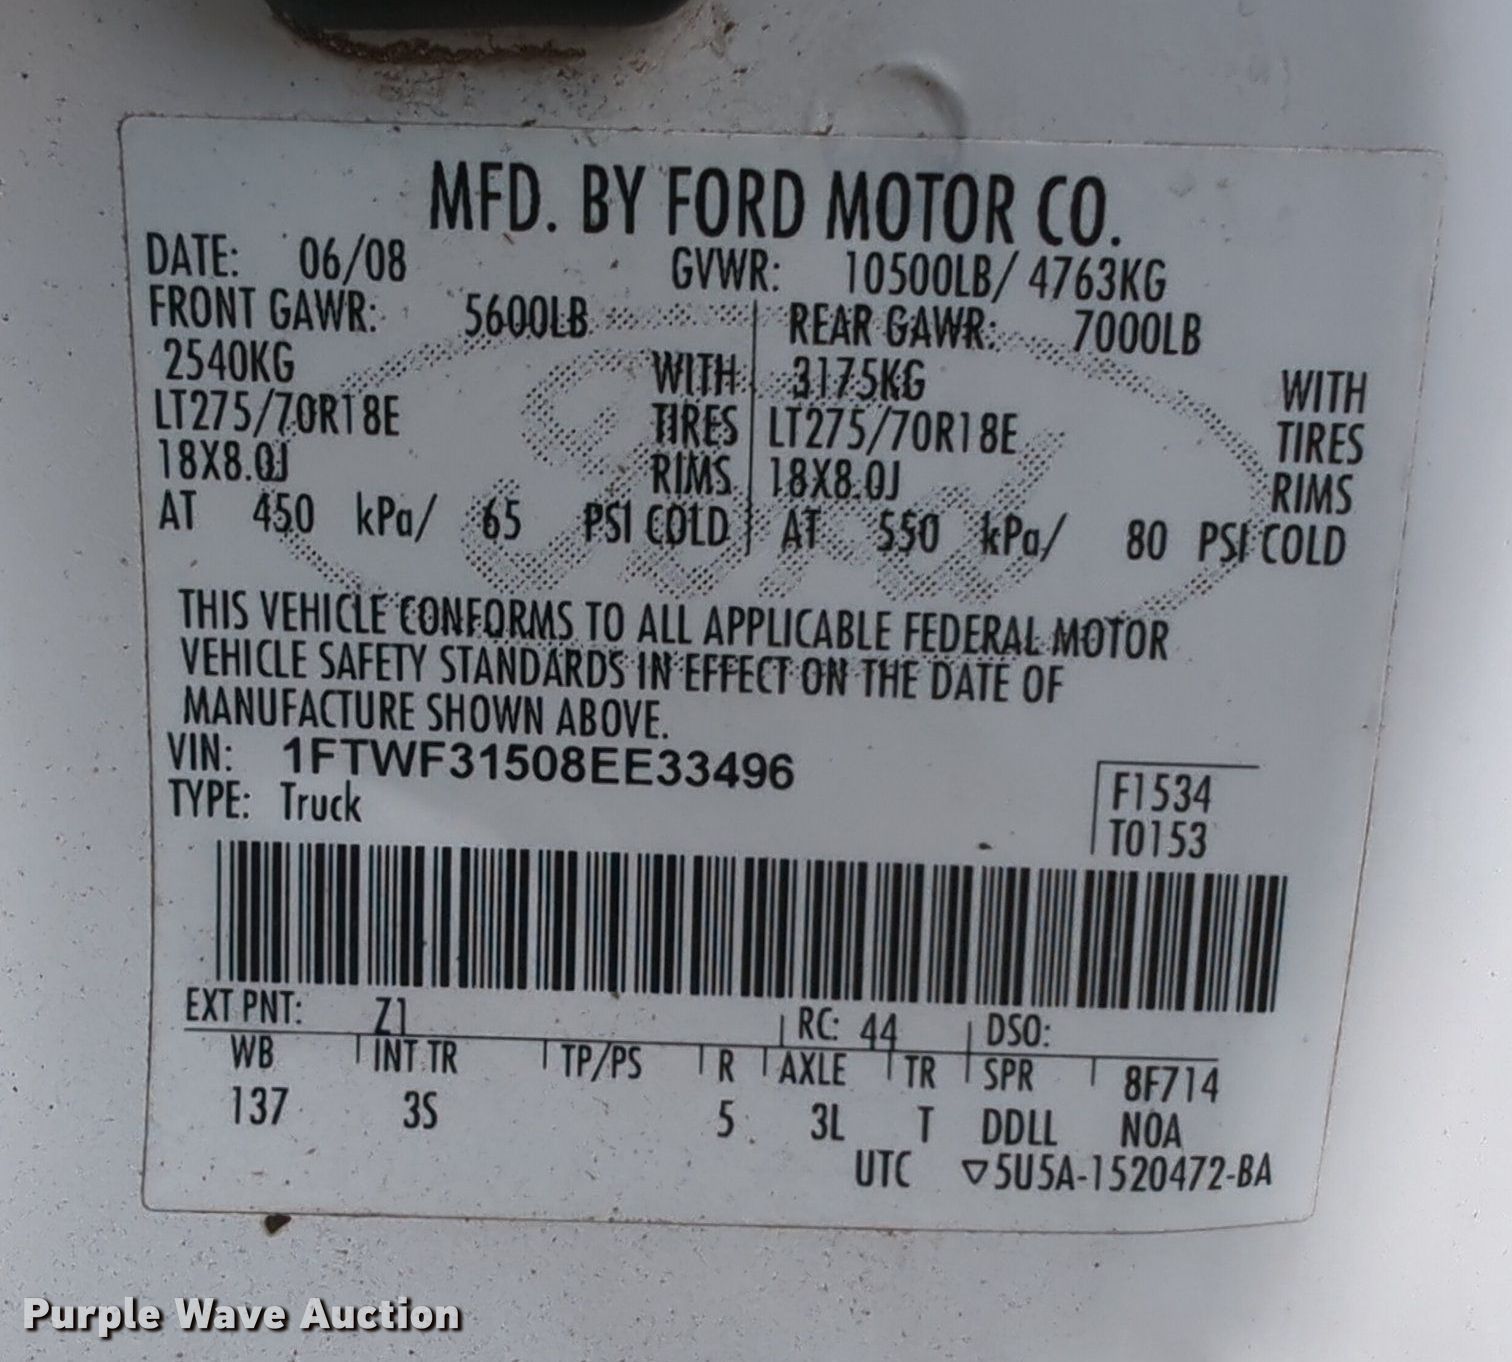 MFD. BY FORD MOTOR CO.
DATE: 06/08 GVWR: 10500LB/ 4763KG
FRONT GAWR: 5600LB REAR GAWR: 7000LB
2540KG WITH 3175KG WITH
LT275/70R18E TIRES LT275/70R18E TIRES
18X8.0J RIMS 18X8.0J RIMS
AT 450 kPa/ 65 PSI COLD AT 550 kPa/ 80 PSI COLD
THIS VEHICLE CONFORMS TO ALL APPLICABLE FEDERAL MOTOR
VEHICLE SAFETY STANDARDS IN EFFECT ON THE DATE OF
MANUFACTURE SHOWN ABOVE.
VIN: 1FTWF31508EE33496
TYPE: Truck
F1534
T0153
EXT PNT: Z1 RC: 44 DSO:
WB INT TR TP/PS R AXLE TR SPR 8F714
137 3S 5 3L T DDLL NOA
UTC ▽5U5A-1520472-BA
Ford
Purple Wave Auction